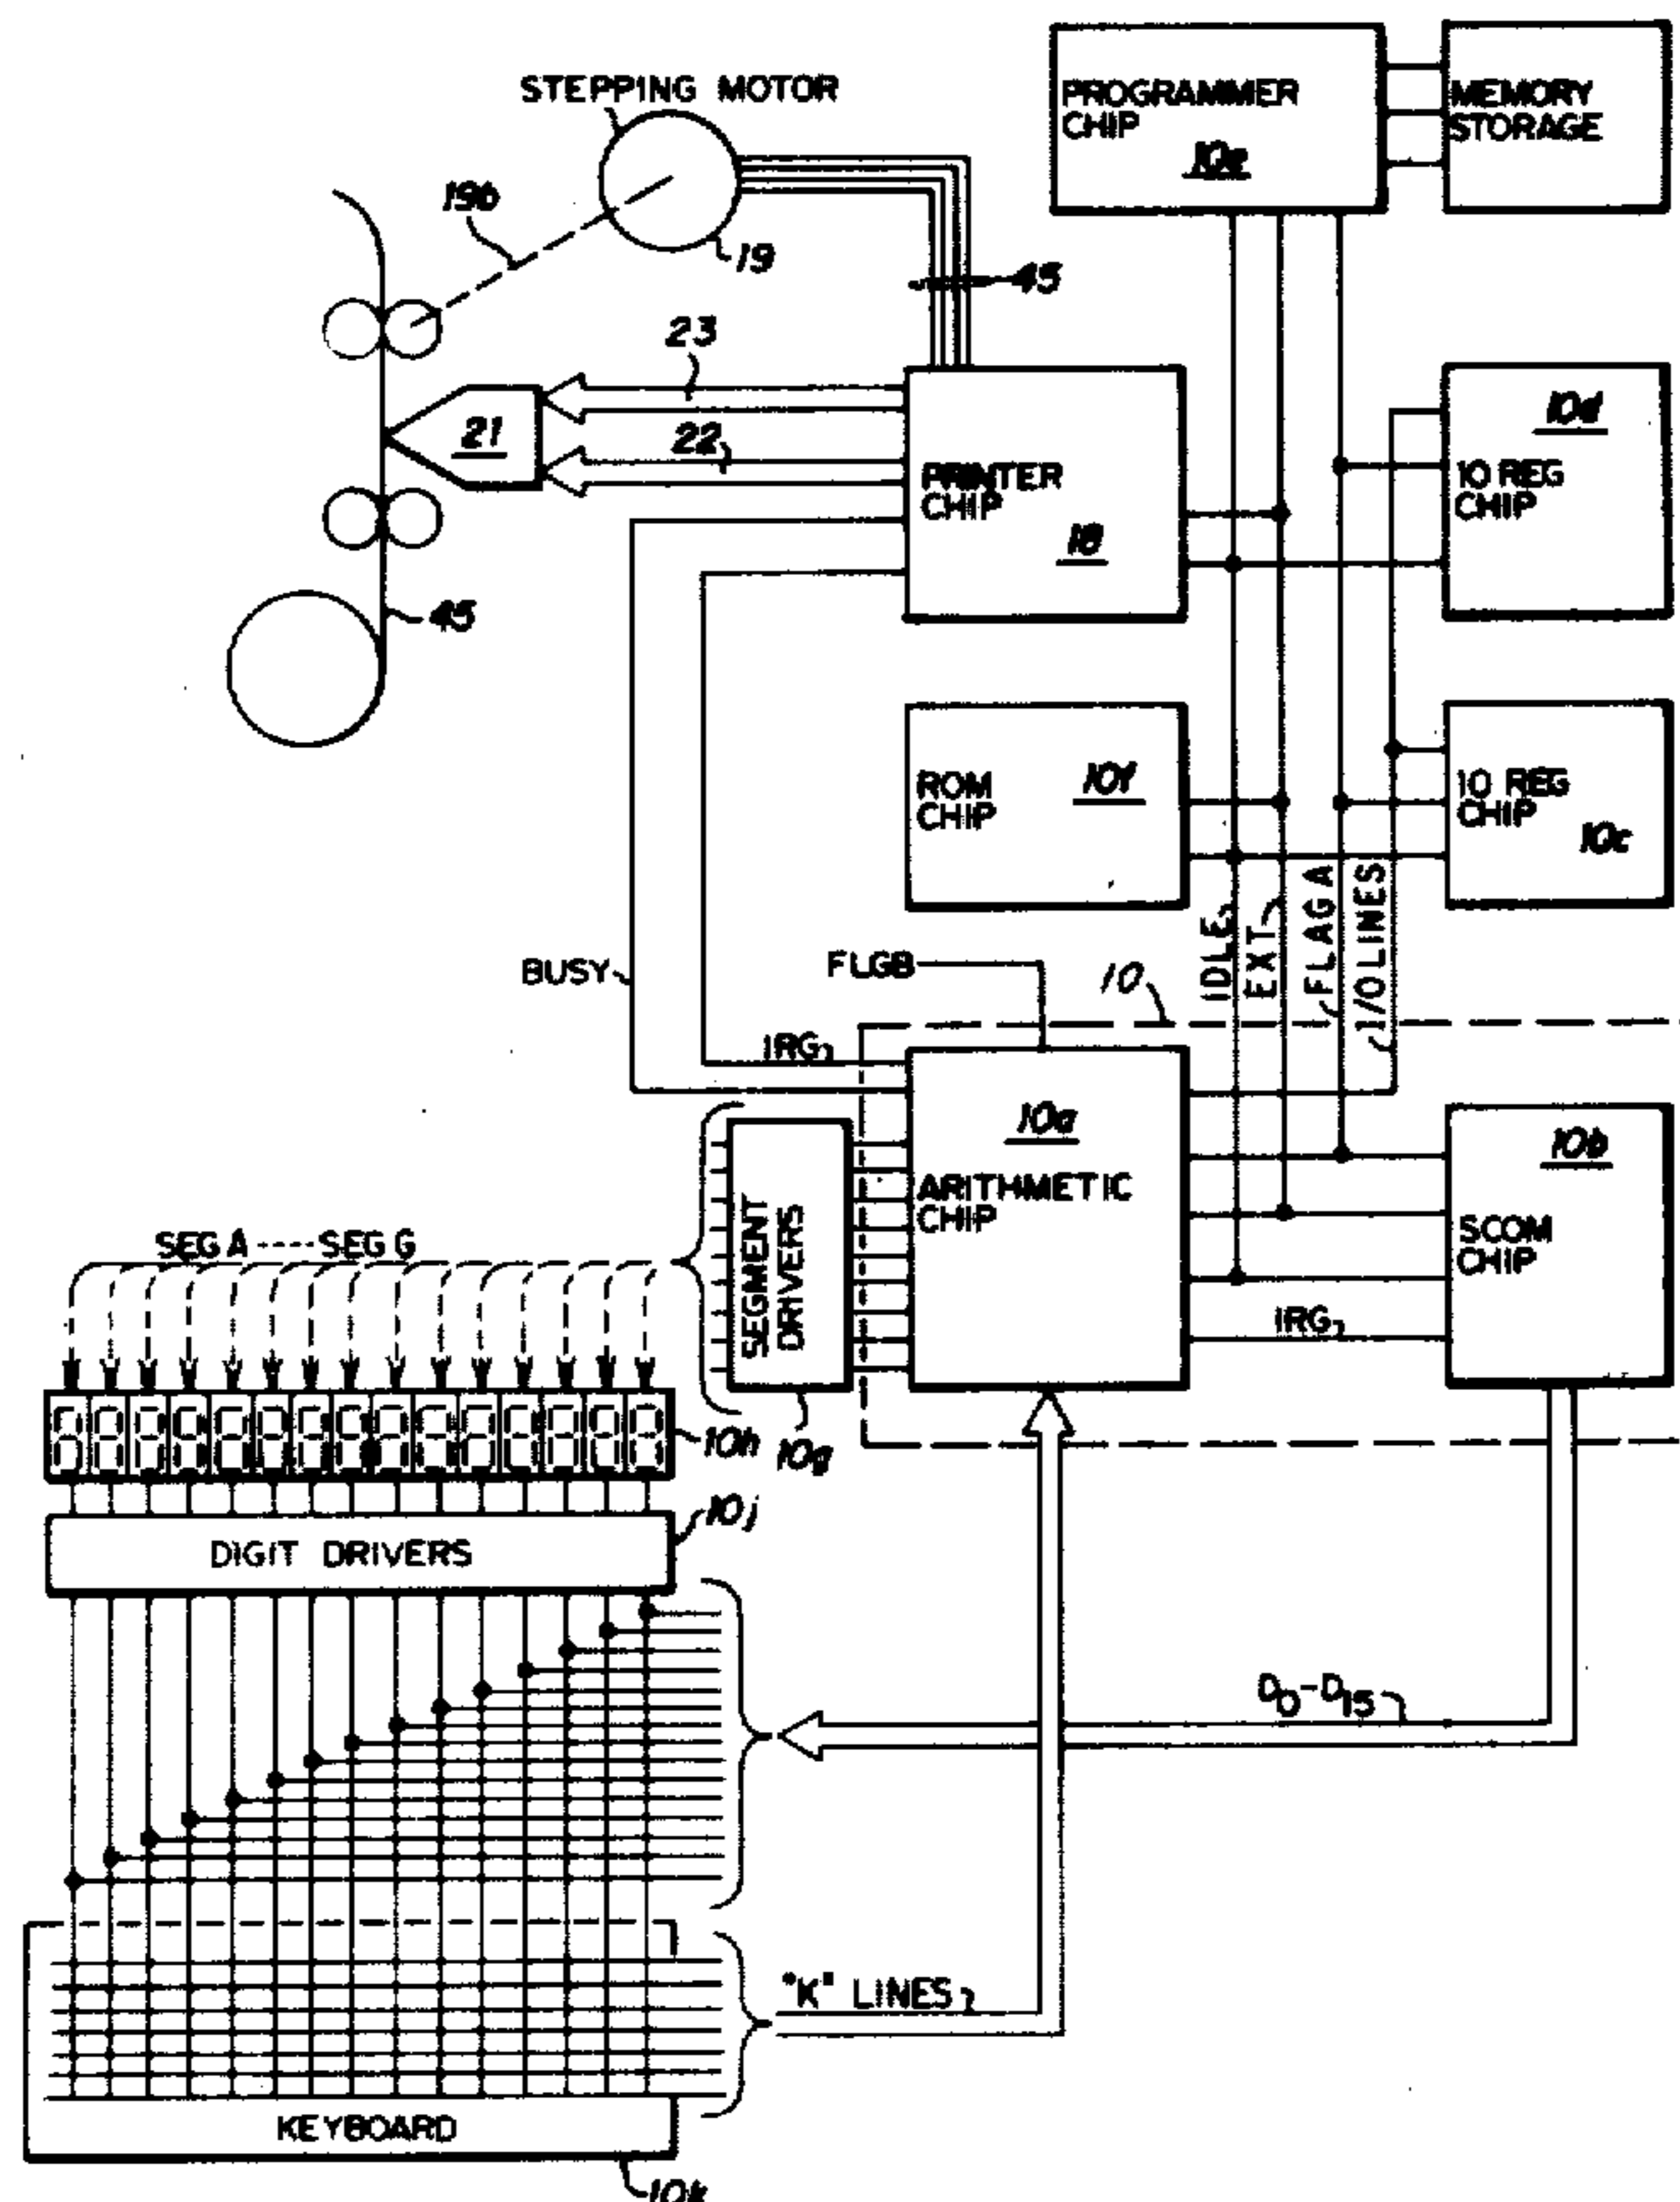 STEPPING MOTOR
PROGRAMMER
CHIP
10e
MEMORY
STORAGE
19b
19
45
23
22
21
PRINTER
CHIP
18
10d
10 REG
CHIP
45
ROM
CHIP
10f
10 REG
CHIP
10c
BUSY
FLGB
10
IDLE
EXT
FLAG A
I/O LINES
IRG
10a
ARITHMETIC
CHIP
10b
SCOM
CHIP
IRG
SEGMENT
DRIVERS
SEG A ---- SEG G
10h
10g
10j
DIGIT DRIVERS
D0-D15
"K" LINES
KEYBOARD
10k